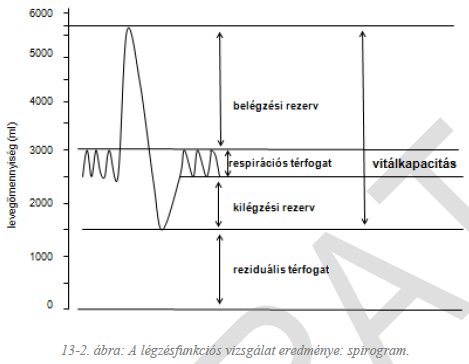 6000
5000
4000
3000
2000
1000
0
levegőmennyiség (ml)
belégzési rezerv
respirációs térfogat
vitálkapacitás
kilégzési rezerv
reziduális térfogat
PAT
13-2. ábra: A légzésfunkciós vizsgálat eredménye: spirogram.